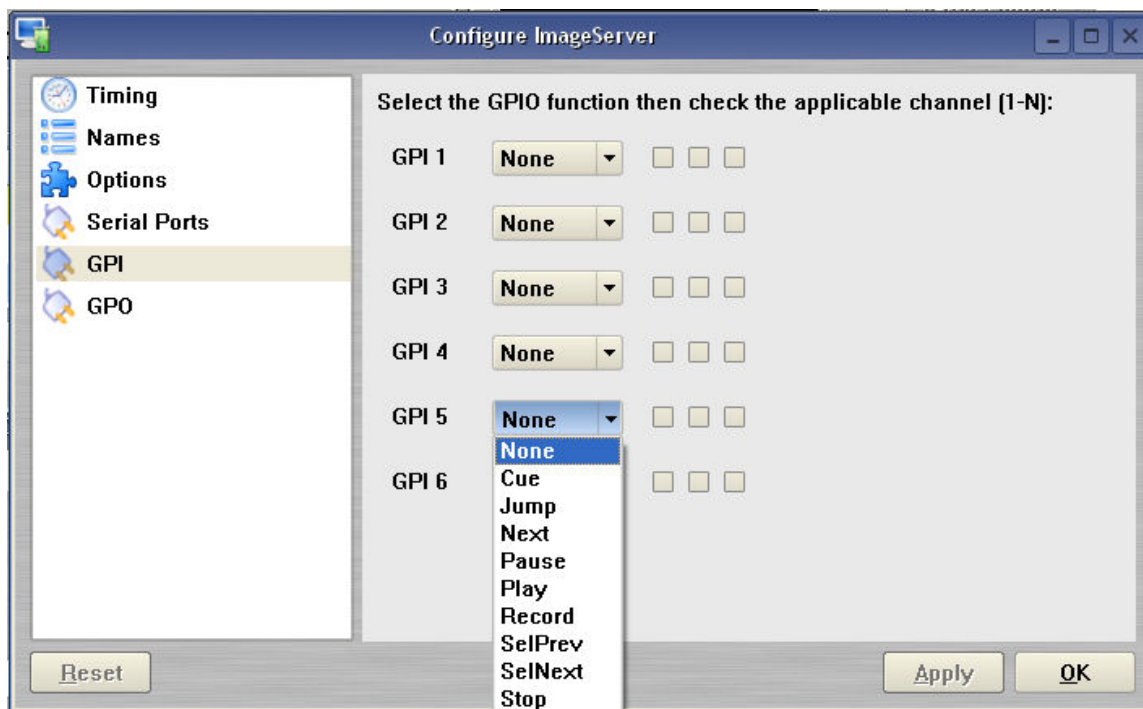 Configure ImageServer
Timing
Names
Options
Serial Ports
GPI
GPO
Select the GPIO function then check the applicable channel (1-N):
GPI 1 None
GPI 2 None
GPI 3 None
GPI 4 None
GPI 5 None
None
Cue
GPI 6
Jump
Next
Pause
Play
Record
SelPrev
SelNext
Stop
Reset
Apply
OK